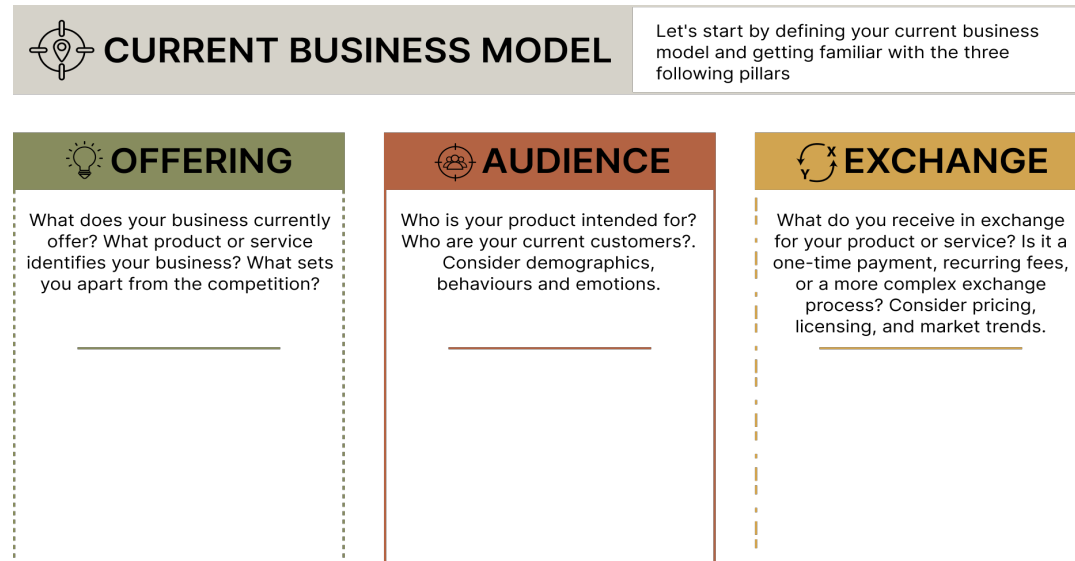 CURRENT BUSINESS MODEL
Let's start by defining your current business
model and getting familiar with the three
following pillars
OFFERING
What does your business currently
offer? What product or service
identifies your business? What sets
you apart from the competition?
AUDIENCE
Who is your product intended for?
Who are your current customers?.
Consider demographics,
behaviours and emotions.
X
Y
EXCHANGE
What do you receive in exchange
for your product or service? Is it a
one-time payment, recurring fees,
or a more complex exchange
process? Consider pricing,
licensing, and market trends.